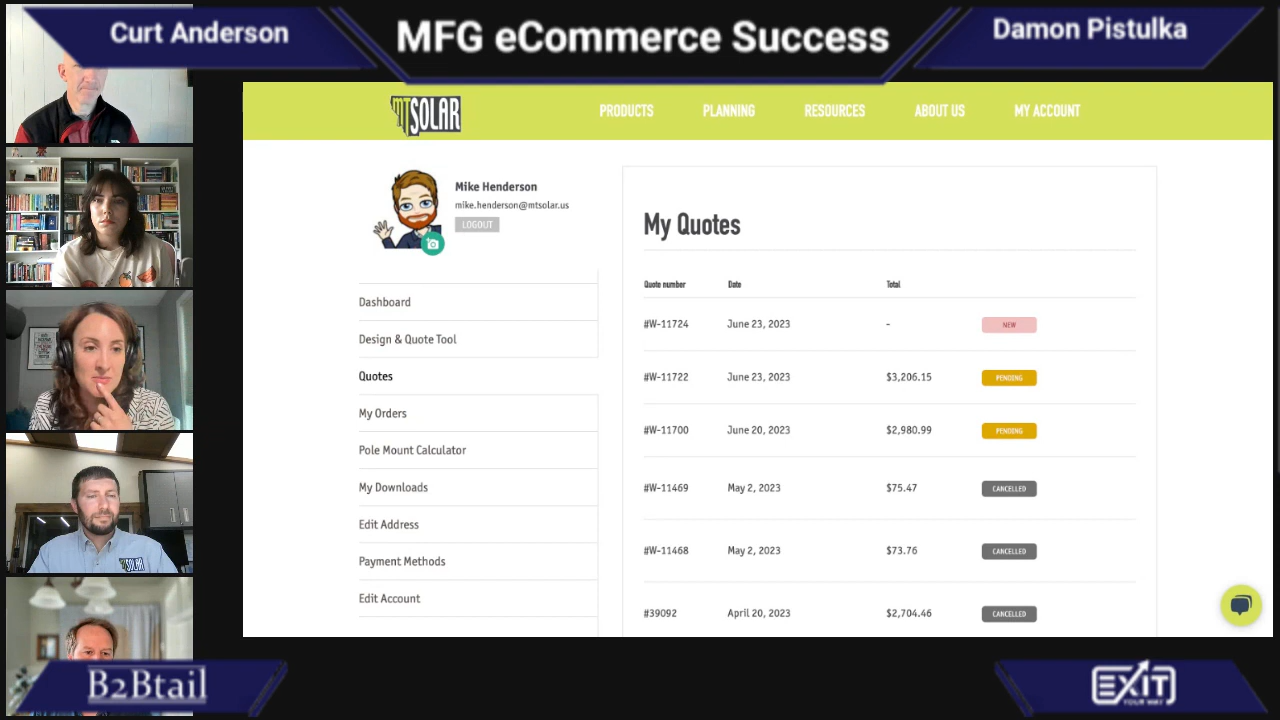 Curt Anderson
MFG eCommerce Success
Damon Pistulka
MTSOLAR
PRODUCTS
PLANNING
RESOURCES
ABOUT US
MY ACCOUNT
Mike Henderson
mike.henderson@mtsolar.us
LOGOUT
Dashboard
Design & Quote Tool
Quotes
My Orders
Pole Mount Calculator
My Downloads
Edit Address
Payment Methods
Edit Account
My Quotes
Quote number Date Total
#W-11724 June 23, 2023 - NEW
#W-11722 June 23, 2023 $3,206.15 PENDING
#W-11700 June 20, 2023 $2,980.99 PENDING
#W-11469 May 2, 2023 $75.47 CANCELLED
#W-11468 May 2, 2023 $73.76 CANCELLED
#39092 April 20, 2023 $2,704.46 CANCELLED
MTSOLAR
B2Btail
EXIT
YOUR WAY